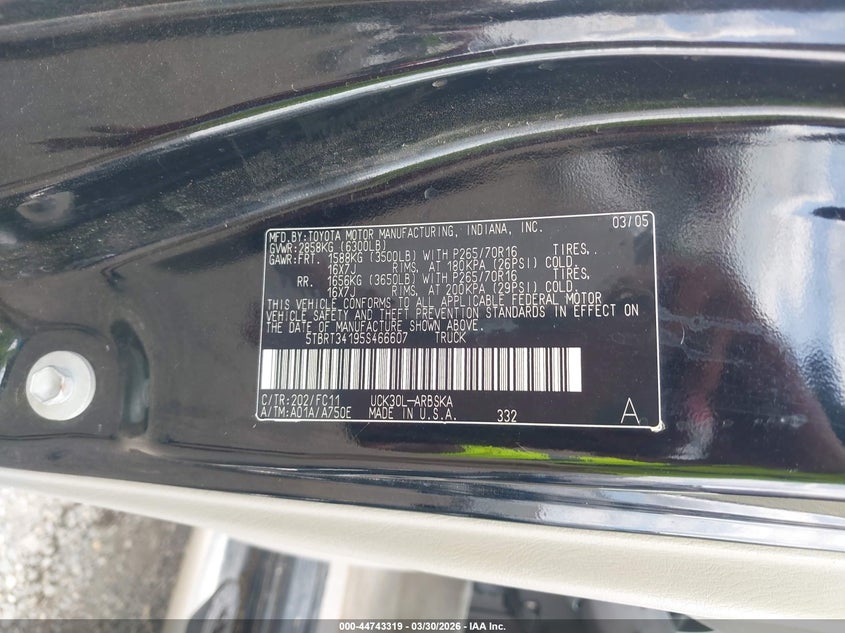 MFD.BY:TOYOTA MOTOR MANUFACTURING, INDIANA, INC. 03/05
GVWR:2858KG (6300LB)
GAWR:FRT. 1588KG (3500LB) WITH P265/70R16 TIRES,
16X7J RIMS, AT 180KPA (26PSI) COLD.
RR. 1656KG (3650LB) WITH P265/70R16 TIRES,
16X7J RIMS, AT 200KPA (29PSI) COLD.
THIS VEHICLE CONFORMS TO ALL APPLICABLE FEDERAL MOTOR
VEHICLE SAFETY AND THEFT PREVENTION STANDARDS IN EFFECT ON
THE DATE OF MANUFACTURE SHOWN ABOVE.
5TBRT34195S466607 TRUCK
C/TR:202/FC11 UCK30L-ARBSKA
A/TM:A01A/A750E MADE IN U.S.A. 332 A
000-44743319 - 03/30/2026 - IAA Inc.